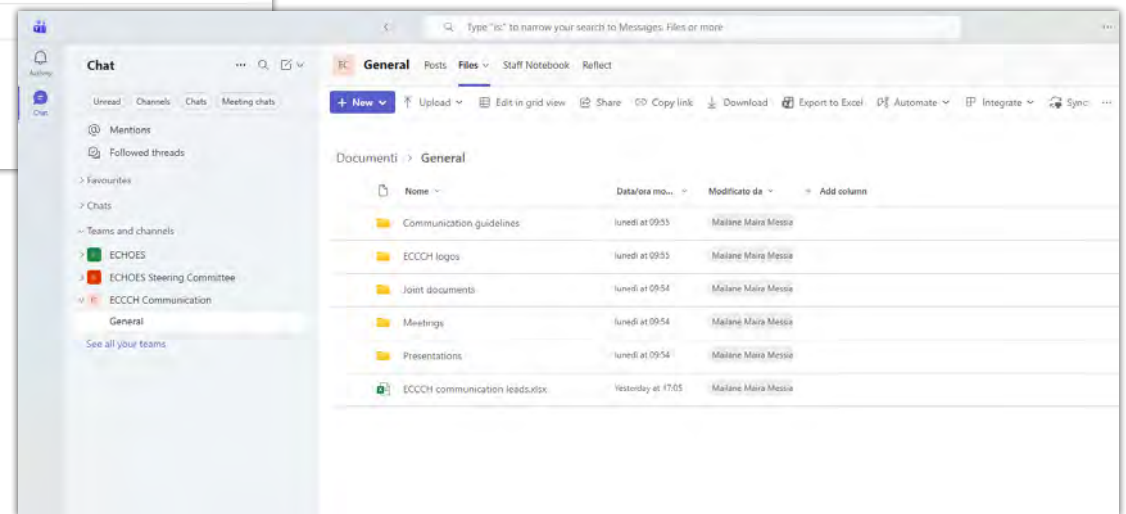 Type "is:" to narrow your search to Messages, Files or more
Activity
Chat
Chat
Unread Channels Chats Meeting chats
Mentions
Followed threads
Favourites
Chats
Teams and channels
ECHOES
ECHOES Steering Committee
ECCCH Communication
General
See all your teams
EC General Posts Files Staff Notebook Reflect
+ New Upload Edit in grid view Share Copy link Download Export to Excel Automate Integrate Sync ...
Documenti > General
Nome Data/ora mo... Modificato da + Add column
Communication guidelines lunedì at 09:55 Mailane Maira Messia
ECCCH logos lunedì at 09:55 Mailane Maira Messia
Joint documents lunedì at 09:54 Mailane Maira Messia
Meetings lunedì at 09:54 Mailane Maira Messia
Presentations lunedì at 09:54 Mailane Maira Messia
ECCCH communication leads.xlsx Yesterday at 17:05 Mailane Maira Messia